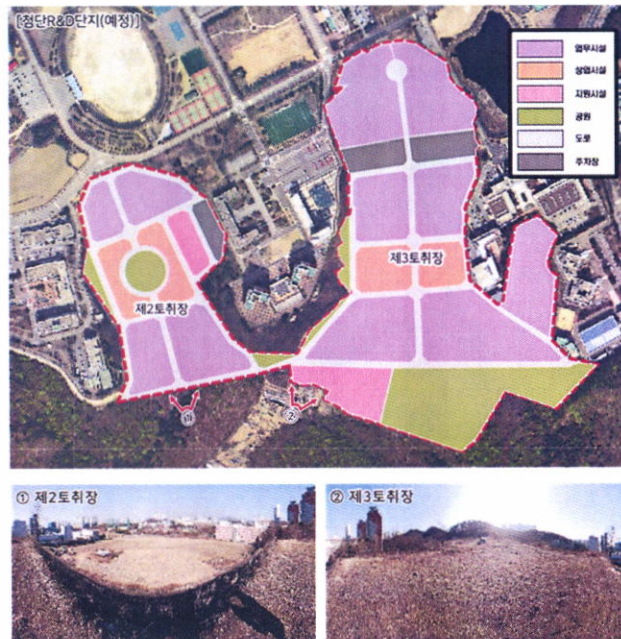 [첨단R&D단지(예정)]
업무시설
상업시설
지원시설
공원
도로
주차장
제3토취장
제2토취장
①
②
① 제2토취장
② 제3토취장